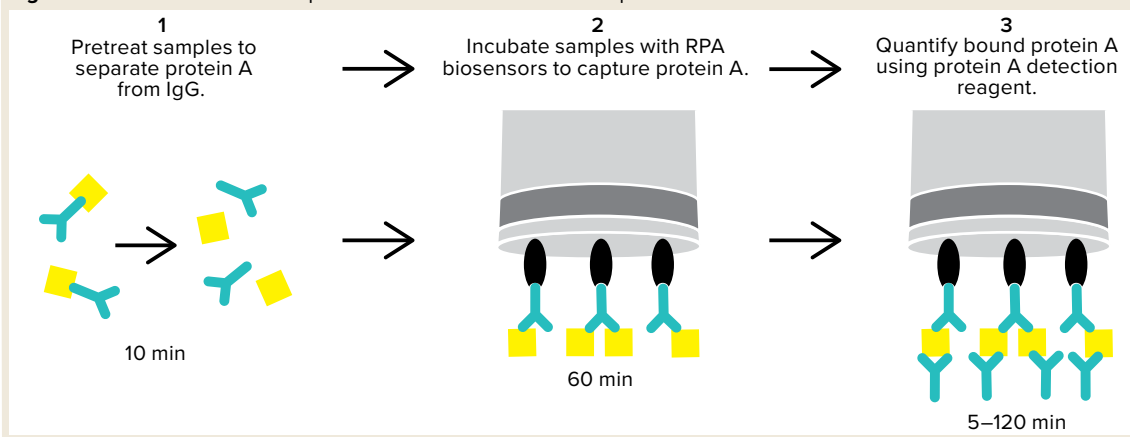 1
Pretreat samples to
separate protein A
from IgG.
10 min
2
Incubate samples with RPA
biosensors to capture protein A.
60 min
3
Quantify bound protein A
using protein A detection
reagent.
5–120 min